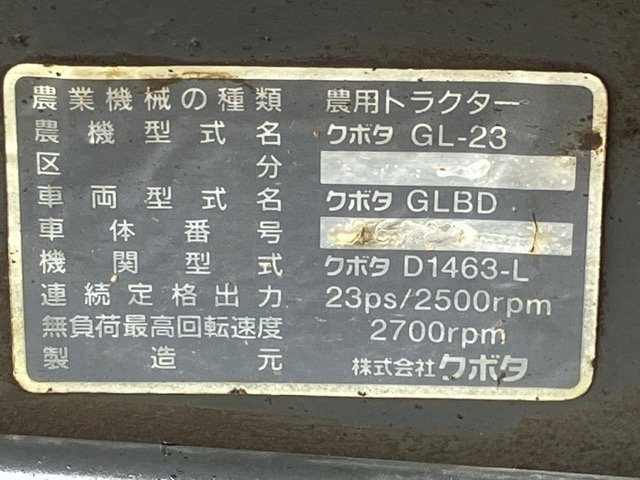 農業機械の種類 農用トラクター
農機型式名 クボタ GL-23
区分
車両型式名 クボタ GLBD
車体番号
機関型式 クボタ D1463-L
連続定格出力 23ps/2500rpm
無負荷最高回転速度 2700rpm
製造元 株式会社クボタ